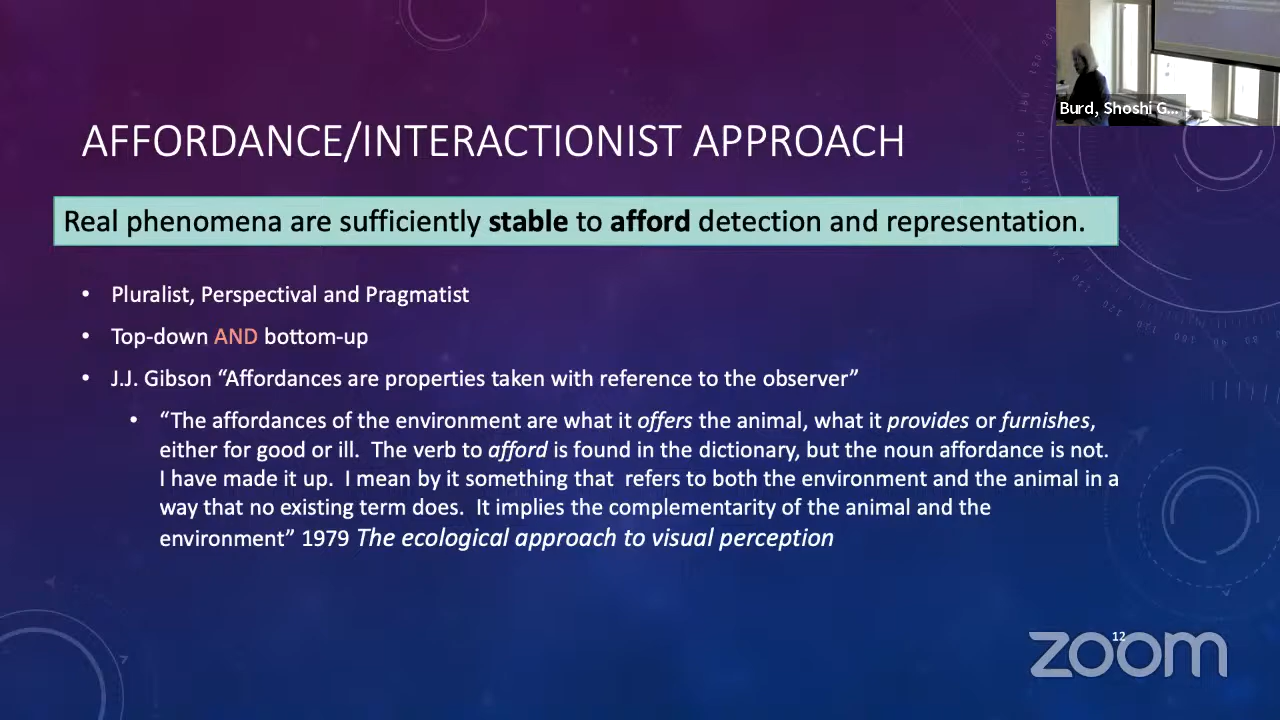 Burd, Shoshi G...
AFFORDANCE/INTERACTIONIST APPROACH
Real phenomena are sufficiently stable to afford detection and representation.
• Pluralist, Perspectival and Pragmatist
• Top-down AND bottom-up
• J.J. Gibson “Affordances are properties taken with reference to the observer”
• “The affordances of the environment are what it offers the animal, what it provides or furnishes,
either for good or ill. The verb to afford is found in the dictionary, but the noun affordance is not.
I have made it up. I mean by it something that refers to both the environment and the animal in a
way that no existing term does. It implies the complementarity of the animal and the
environment” 1979 The ecological approach to visual perception
12
zoom